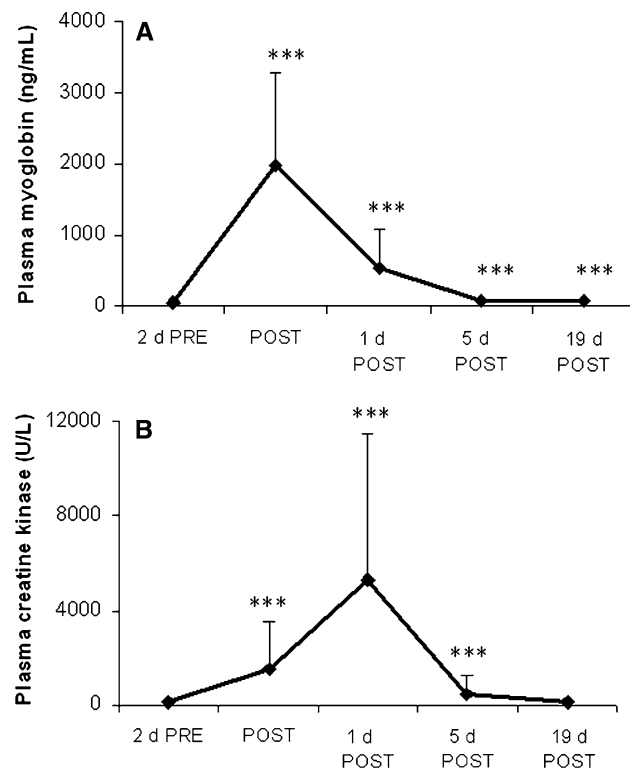 A
Plasma myoglobin (ng/mL)
4000
3000
2000
1000
0
***
***
***
***
2 d PRE
POST
1 d
POST
5 d
POST
19 d
POST
B
Plasma creatine kinase (U/L)
12000
8000
4000
0
***
***
***
2 d PRE
POST
1 d
POST
5 d
POST
19 d
POST